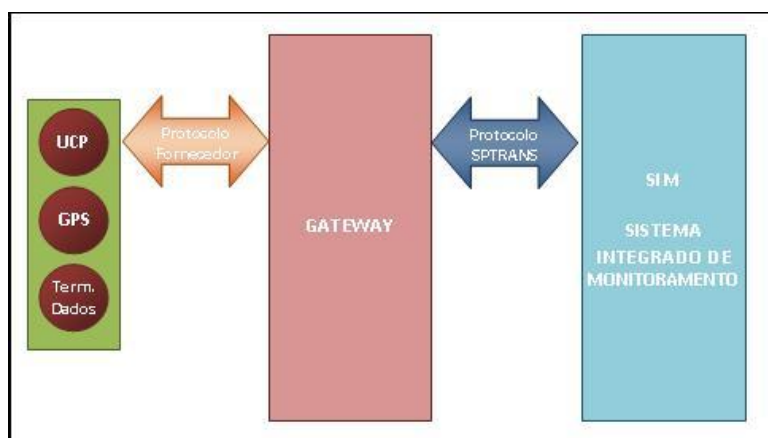 UCP
GPS
Term.
Dados
Protocolo
Fornecedor
GATEWAY
Protocolo
SPTRANS
SIM
SISTEMA
INTEGRADO DE
MONITORAMENTO